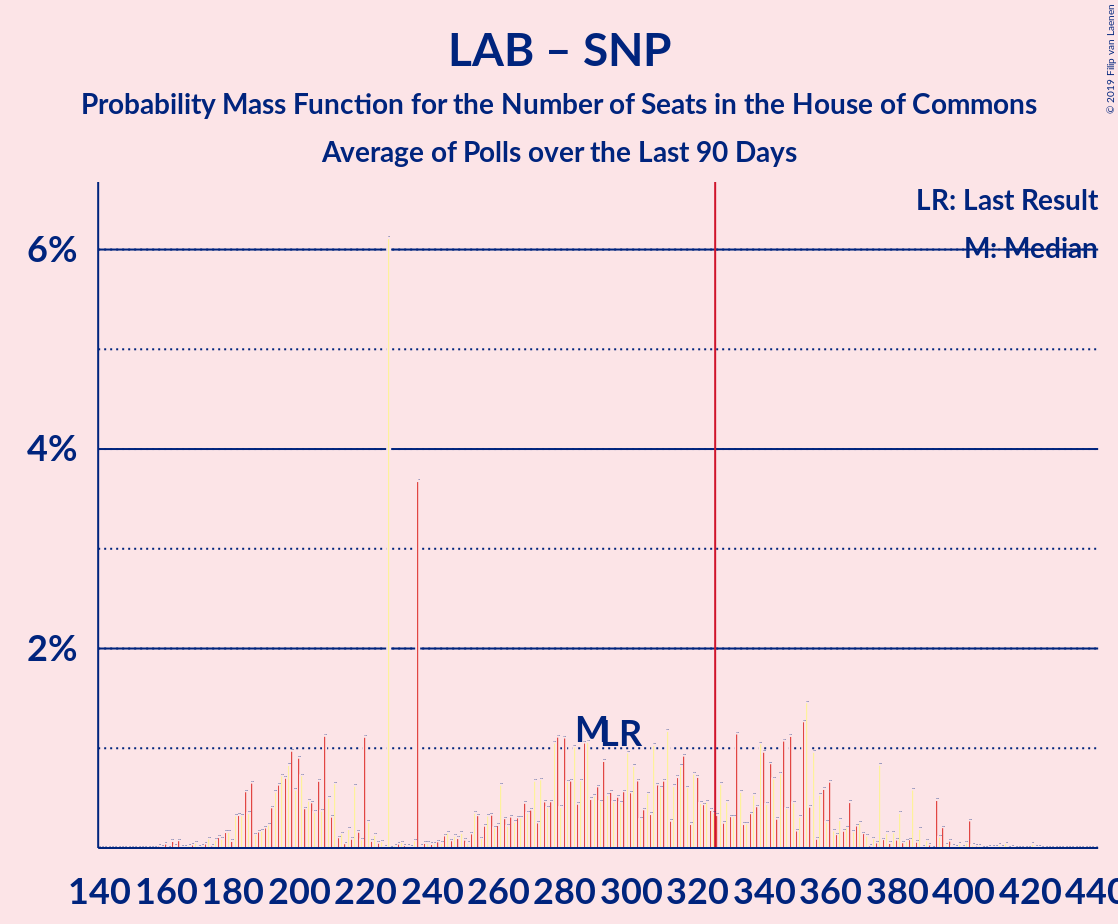 LAB – SNP
Probability Mass Function for the Number of Seats in the House of Commons
Average of Polls over the Last 90 Days
© 2019 Filip van Laenen
LR: Last Result
M: Median
6%
4%
2%
M LR
140 160 180 200 220 240 260 280 300 320 340 360 380 400 420 440